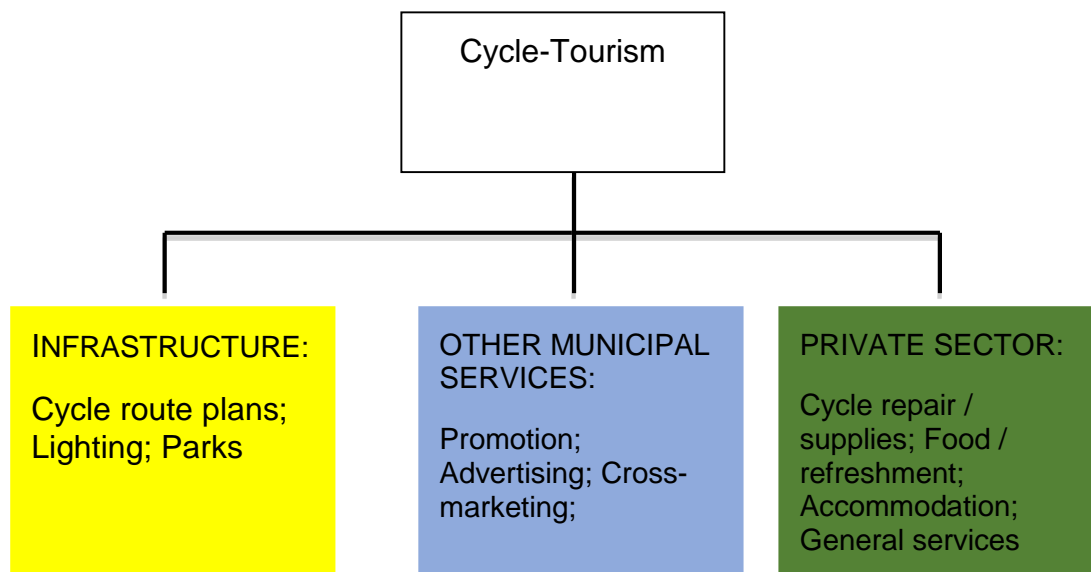 Cycle-Tourism
INFRASTRUCTURE:
Cycle route plans;
Lighting; Parks
OTHER MUNICIPAL
SERVICES:
Promotion;
Advertising; Cross-
marketing;
PRIVATE SECTOR:
Cycle repair /
supplies; Food /
refreshment;
Accommodation;
General services